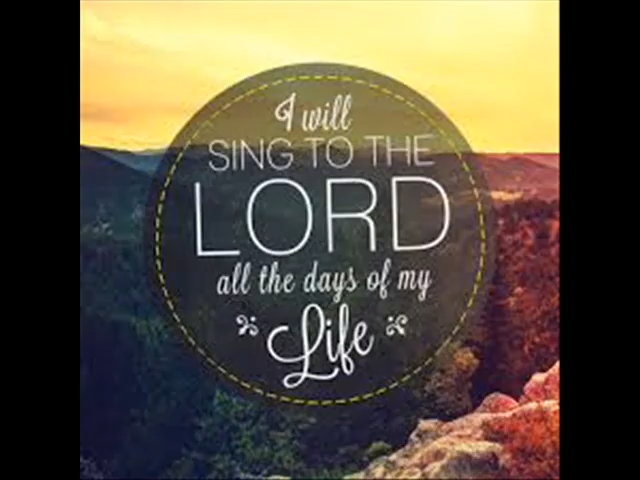 I will
SING TO THE
LORD
all the days of my
Life